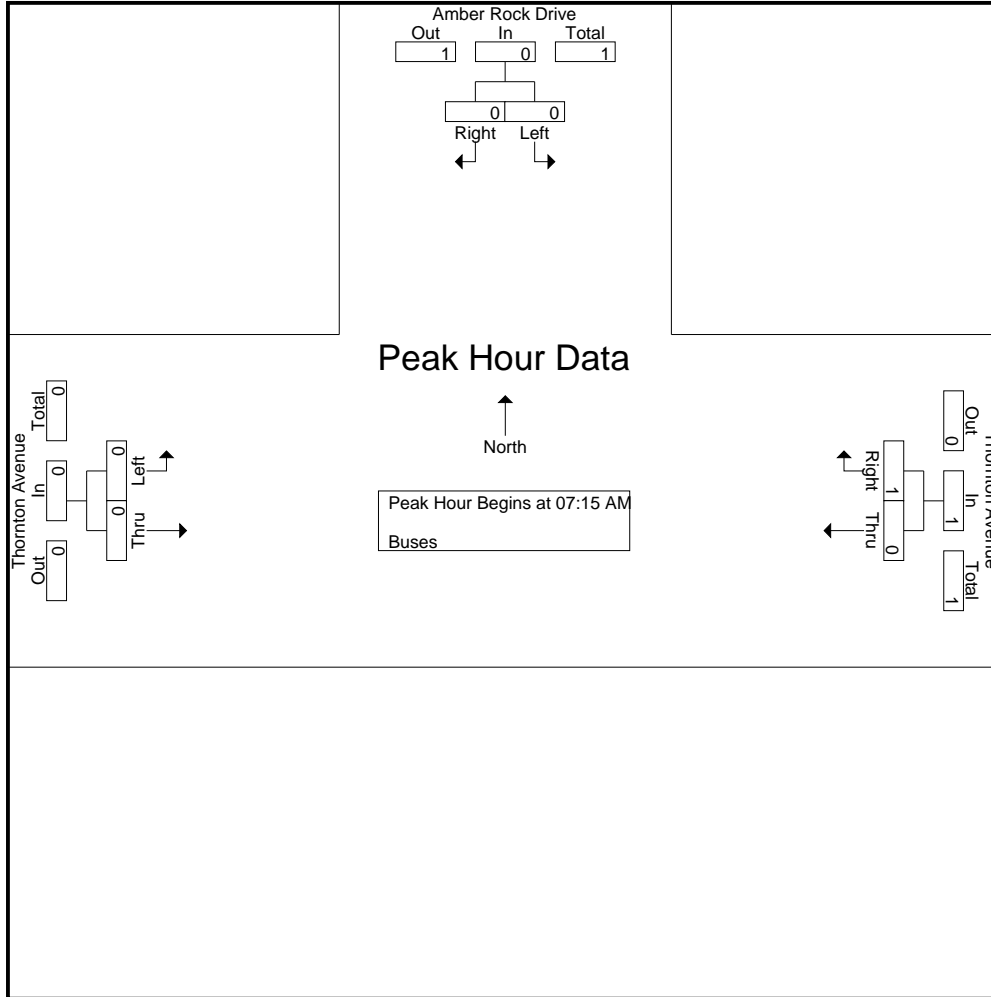 Amber Rock Drive
Out In Total
1 0 1
0 0
Right Left
Peak Hour Data
North
Peak Hour Begins at 07:15 AM
Buses
Thornton Avenue
Total In Out
0 0 0
Left Thru
0 0
Thornton Avenue
Out In Total
0 1 1
Right Thru
1 0